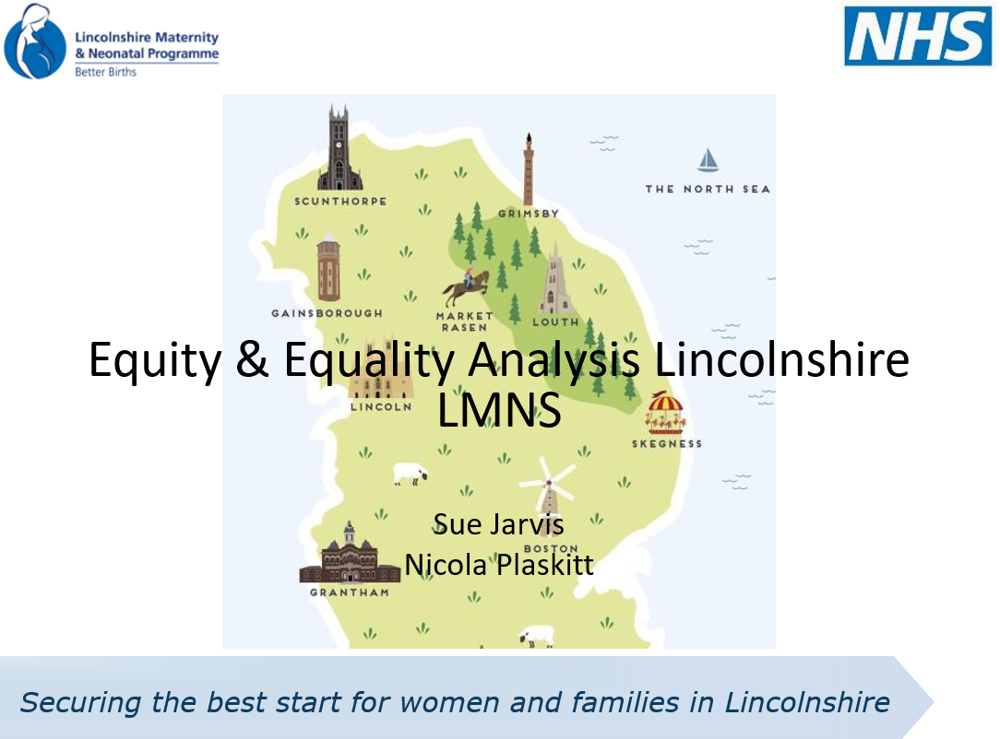 Lincolnshire Maternity
& Neonatal Programme
Better Births
NHS
SCUNTHORPE
GRIMSBY
THE NORTH SEA
GAINSBOROUGH
MARKET
RASEN
LOUTH
Equity & Equality Analysis Lincolnshire
LMNS
LINCOLN
SKEGNESS
Sue Jarvis
BOSTON
Nicola Plaskitt
GRANTHAM
Securing the best start for women and families in Lincolnshire